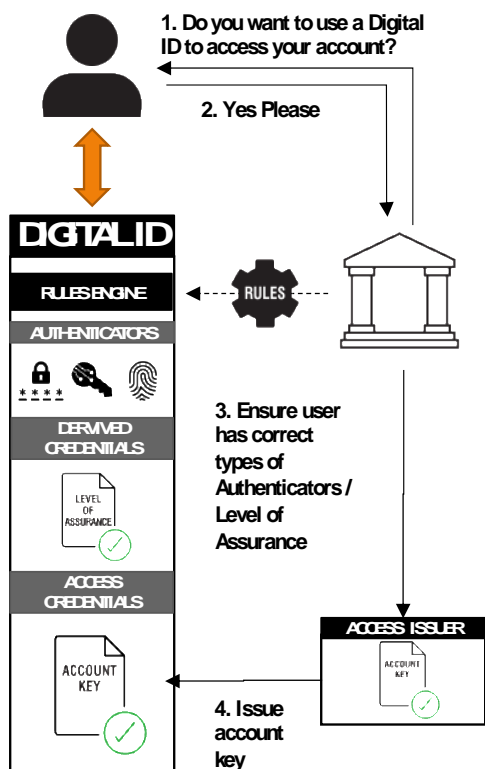 1. Do you want to use a Digital
ID to access your account?
2. Yes Please
DIGITAL ID
RULES ENGINE
RULES
AUTHENTICATORS
* * * *
3. Ensure user
has correct
types of
Authenticators /
Level of
Assurance
DERIVED
CREDENTIALS
LEVEL
OF
ASSURANCE
ACCESS
CREDENTIALS
ACCOUNT
KEY
ACCESS ISSUER
ACCOUNT
KEY
4. Issue
account
key